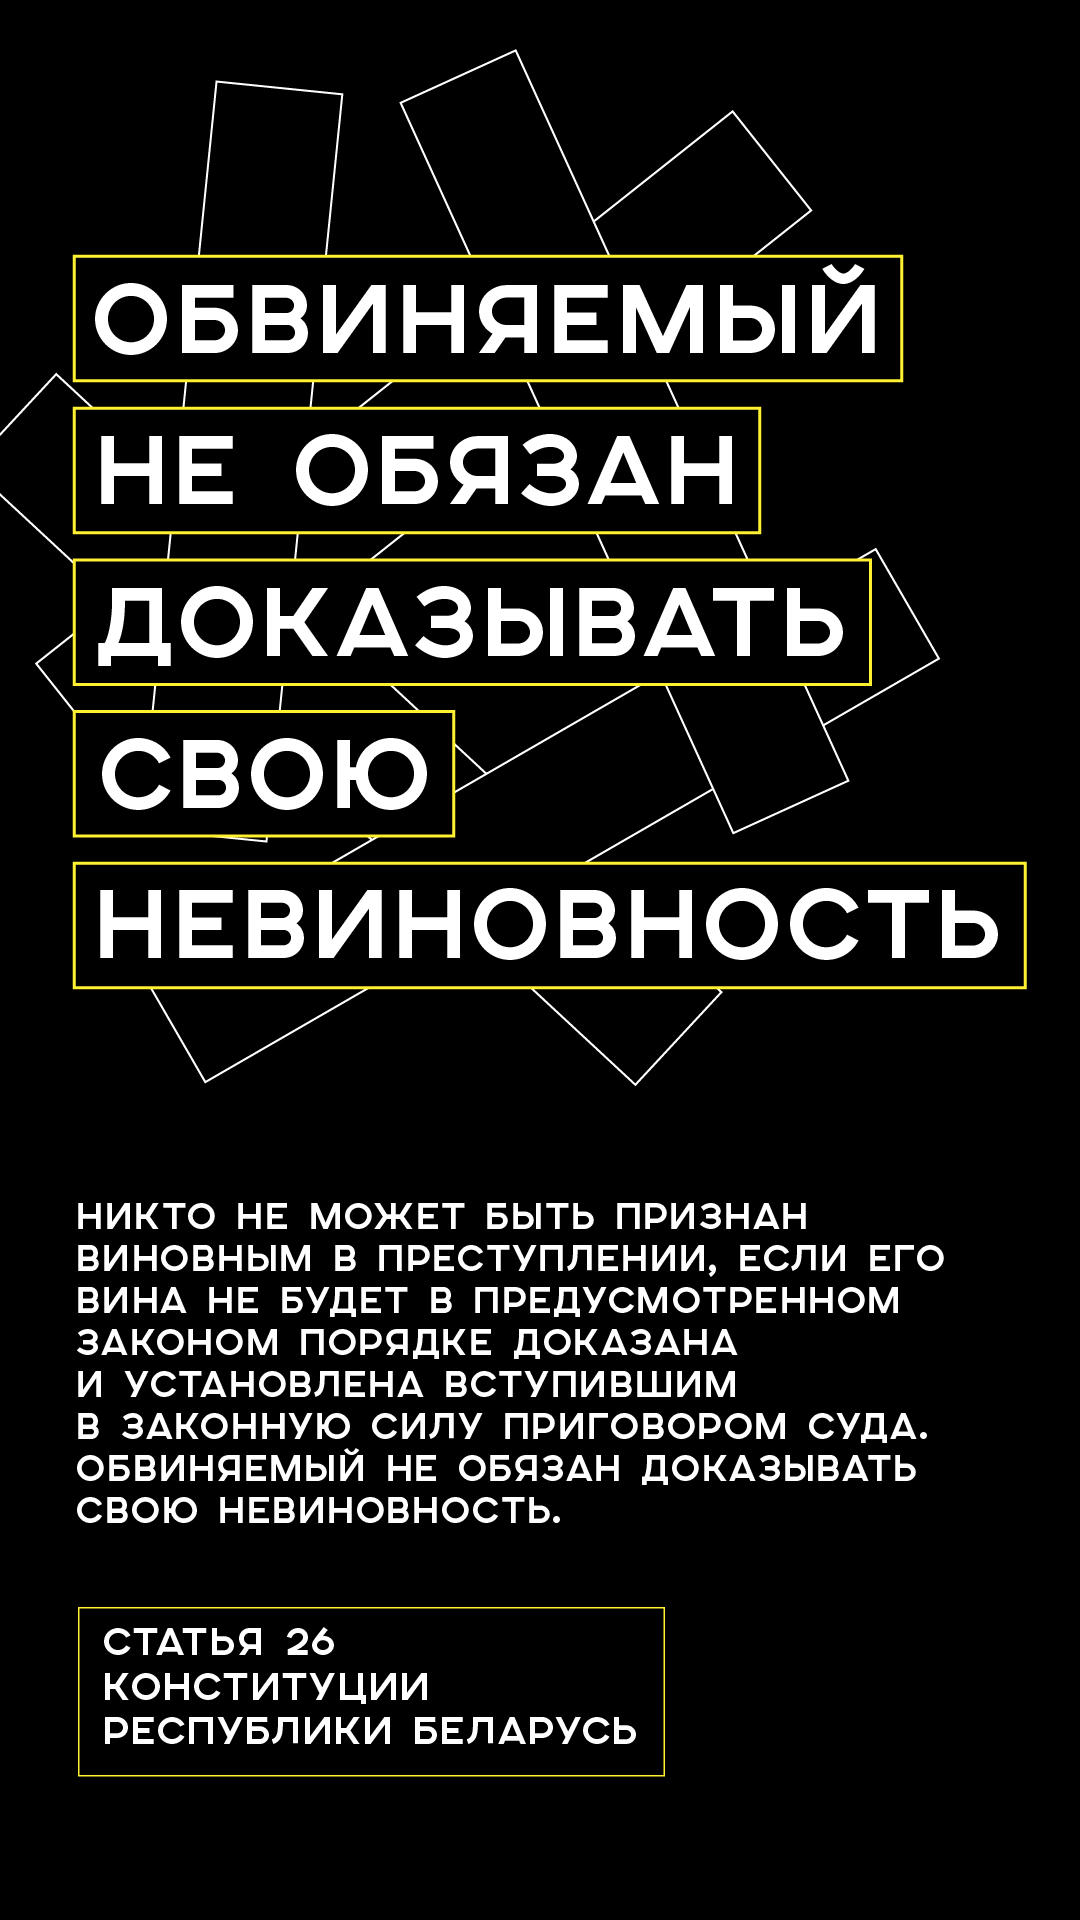 ОБВИНЯЕМЫЙ
НЕ ОБЯЗАН
ДОКАЗЫВАТЬ
СВОЮ
НЕВИНОВНОСТЬ
НИКТО НЕ МОЖЕТ БЫТЬ ПРИЗНАН
ВИНОВНЫМ В ПРЕСТУПЛЕНИИ, ЕСЛИ ЕГО
ВИНА НЕ БУДЕТ В ПРЕДУСМОТРЕННОМ
ЗАКОНОМ ПОРЯДКЕ ДОКАЗАНА
И УСТАНОВЛЕНА ВСТУПИВШИМ
В ЗАКОННУЮ СИЛУ ПРИГОВОРОМ СУДА.
ОБВИНЯЕМЫЙ НЕ ОБЯЗАН ДОКАЗЫВАТЬ
СВОЮ НЕВИНОВНОСТЬ.
СТАТЬЯ 26
КОНСТИТУЦИИ
РЕСПУБЛИКИ БЕЛАРУСЬ